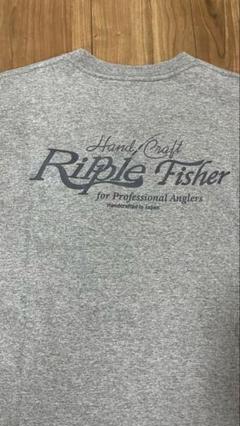 Hand Craft
Ripple Fisher
for Professional Anglers
Handcrafted in Japan